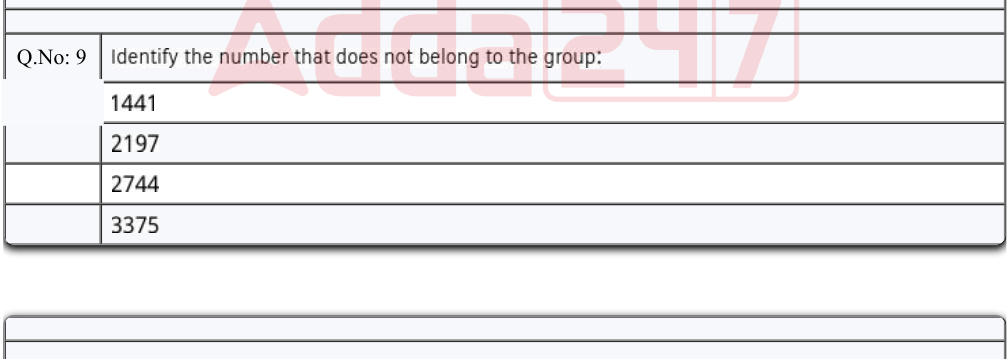 Adda247
Q.No: 9 Identify the number that does not belong to the group:
1441
2197
2744
3375